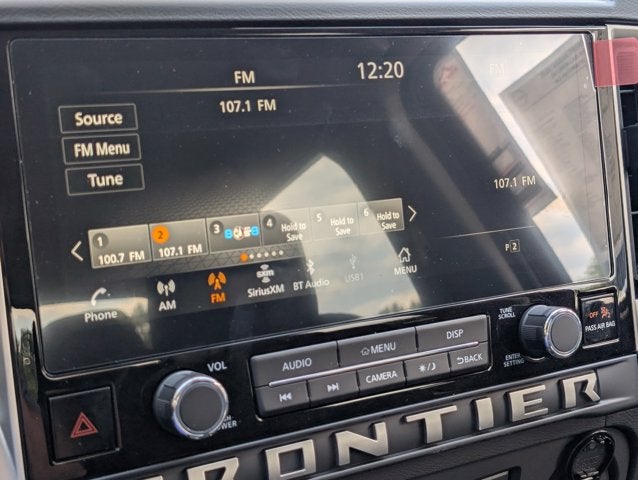 FM 12:20 FM
107.1 FM
Source
FM Menu
Tune
107.1 FM
1 2 3 4 5 6
100.7 FM 107.1 FM Hold to Save Hold to Save Hold to Save
P 2
Phone AM FM SiriusXM BT Audio USB1 MENU
sxm
TUNE SCROLL
OFF
PASS AIR BAG
VOL AUDIO MENU DISP
CAMERA BACK
ENTER SETTING
FRONTIER